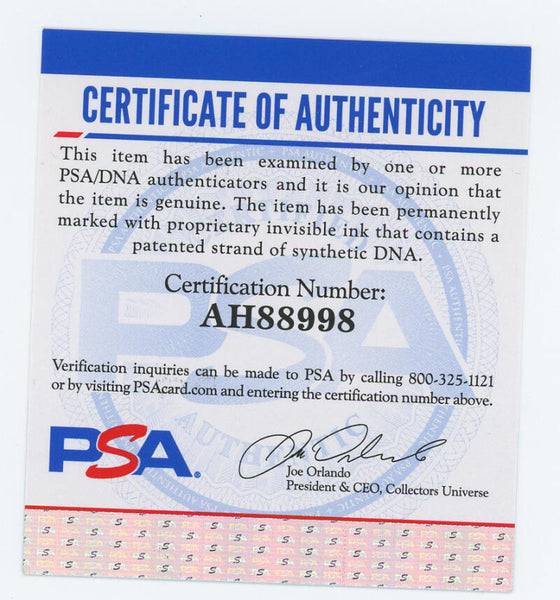 CERTIFICATE OF AUTHENTICITY
This item has been examined by one or more
PSA/DNA authenticators and it is our opinion that
the item is genuine. The item has been permanently
marked with proprietary invisible ink that contains a
patented strand of synthetic DNA.
Certification Number:
AH88998
Verification inquiries can be made to PSA by calling 800-325-1121
or by visiting PSAcard.com and entering the certification number above.
PSA®
Joe Orlando
President & CEO, Collectors Universe